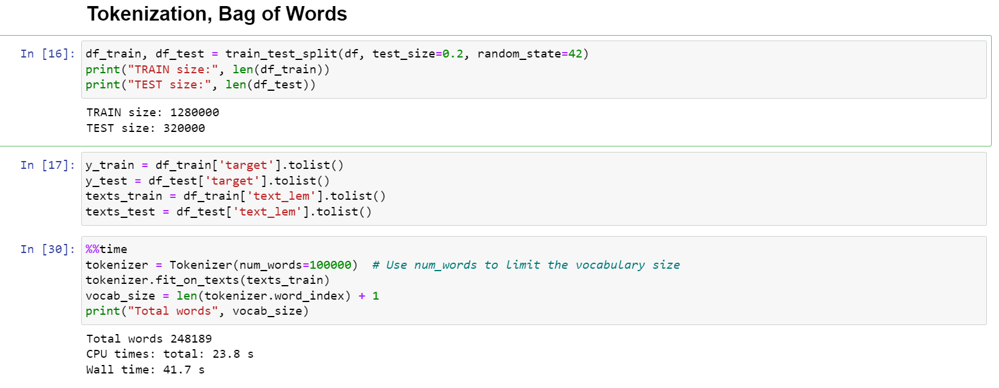 Tokenization, Bag of Words
In [16]: df_train, df_test = train_test_split(df, test_size=0.2, random_state=42)
print("TRAIN size:", len(df_train))
print("TEST size:", len(df_test))
TRAIN size: 1280000
TEST size: 320000
In [17]: y_train = df_train['target'].tolist()
y_test = df_test['target'].tolist()
texts_train = df_train['text_lem'].tolist()
texts_test = df_test['text_lem'].tolist()
In [30]: %%time
tokenizer = Tokenizer(num_words=100000)  # Use num_words to limit the vocabulary size
tokenizer.fit_on_texts(texts_train)
vocab_size = len(tokenizer.word_index) + 1
print("Total words", vocab_size)
Total words 248189
CPU times: total: 23.8 s
Wall time: 41.7 s